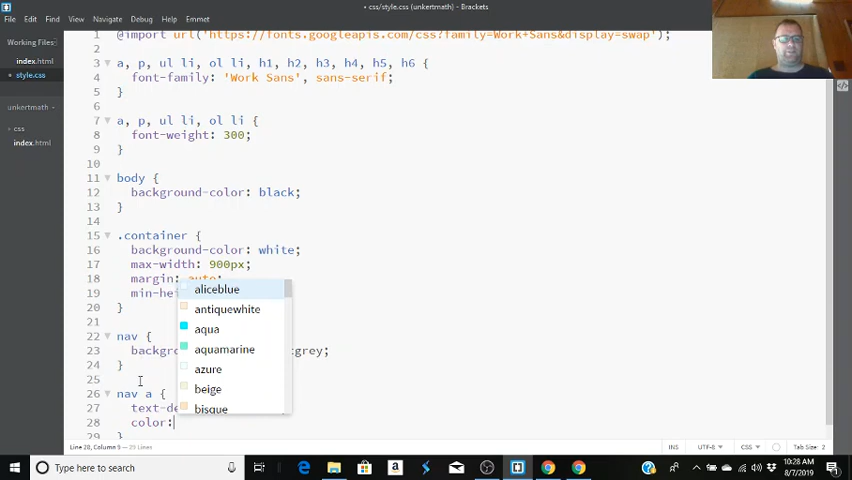 css/style.css (unkertmath) - Brackets
File Edit Find View Navigate Debug Help Emmet
Working Files
index.html
style.css
unkertmath
css
index.html
1 @import url('https://fonts.googleapis.com/css?family=Work+Sans&display=swap');
2
3 a, p, ul li, ol li, h1, h2, h3, h4, h5, h6 {
4 font-family: 'Work Sans', sans-serif;
5 }
6
7 a, p, ul li, ol li {
8 font-weight: 300;
9 }
10
11 body {
12 background-color: black;
13 }
14
15 .container {
16 background-color: white;
17 max-width: 900px;
18 margin: auto;
19 min-he
20 }
21
22 nav {
23 backgr
grey;
24 }
25
26 nav a {
27 text-de
28 color:
29 }
aliceblue
antiquewhite
aqua
aquamarine
azure
beige
bisque
Line 28, Column 9 — 29 Lines
INS UTF-8 CSS Tab Size: 2
Type here to search
10:28 AM
8/7/2019